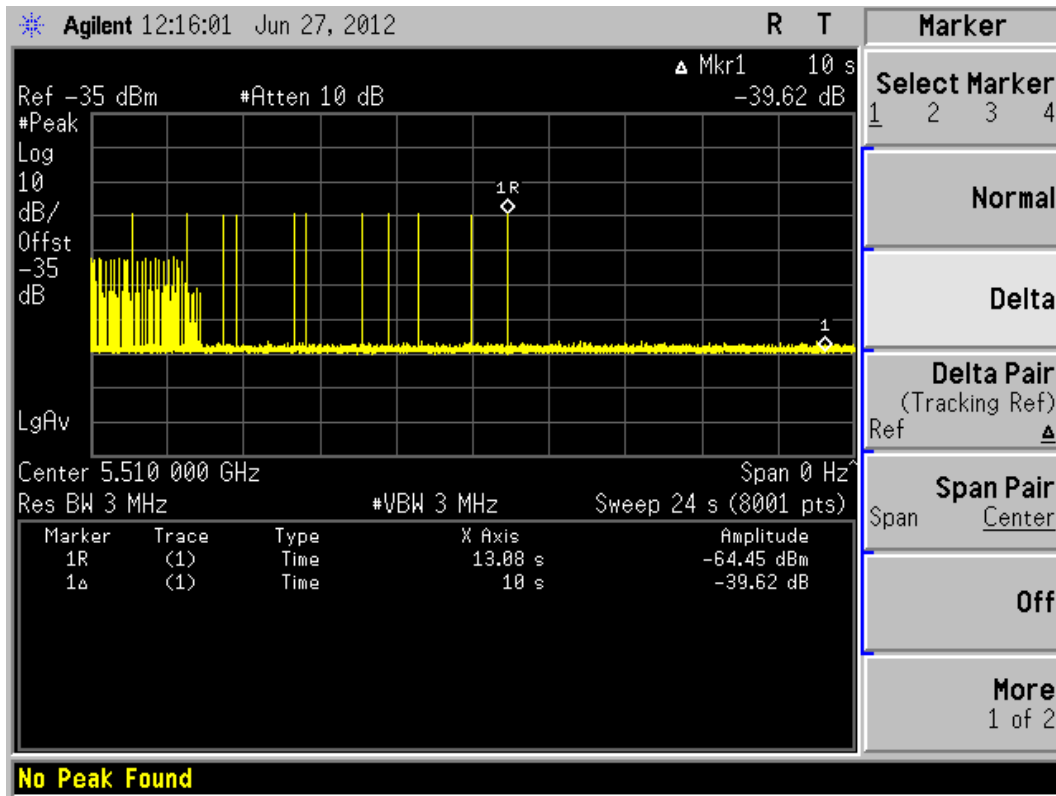 Agilent 12:16:01 Jun 27, 2012 R T
Marker
Δ Mkr1 10 s
Ref -35 dBm #Atten 10 dB -39.62 dB
#Peak
Log
10
dB/
Offst
-35
dB
1R
1
LgAv
Center 5.510 000 GHz Span 0 Hz^
Res BW 3 MHz #VBW 3 MHz Sweep 24 s (8001 pts)
Marker Trace Type X Axis Amplitude
1R (1) Time 13.08 s -64.45 dBm
1Δ (1) Time 10 s -39.62 dB
Select Marker
1 2 3 4
Normal
Delta
Delta Pair
(Tracking Ref)
Ref Δ
Span Pair
Span Center
Off
More
1 of 2
No Peak Found